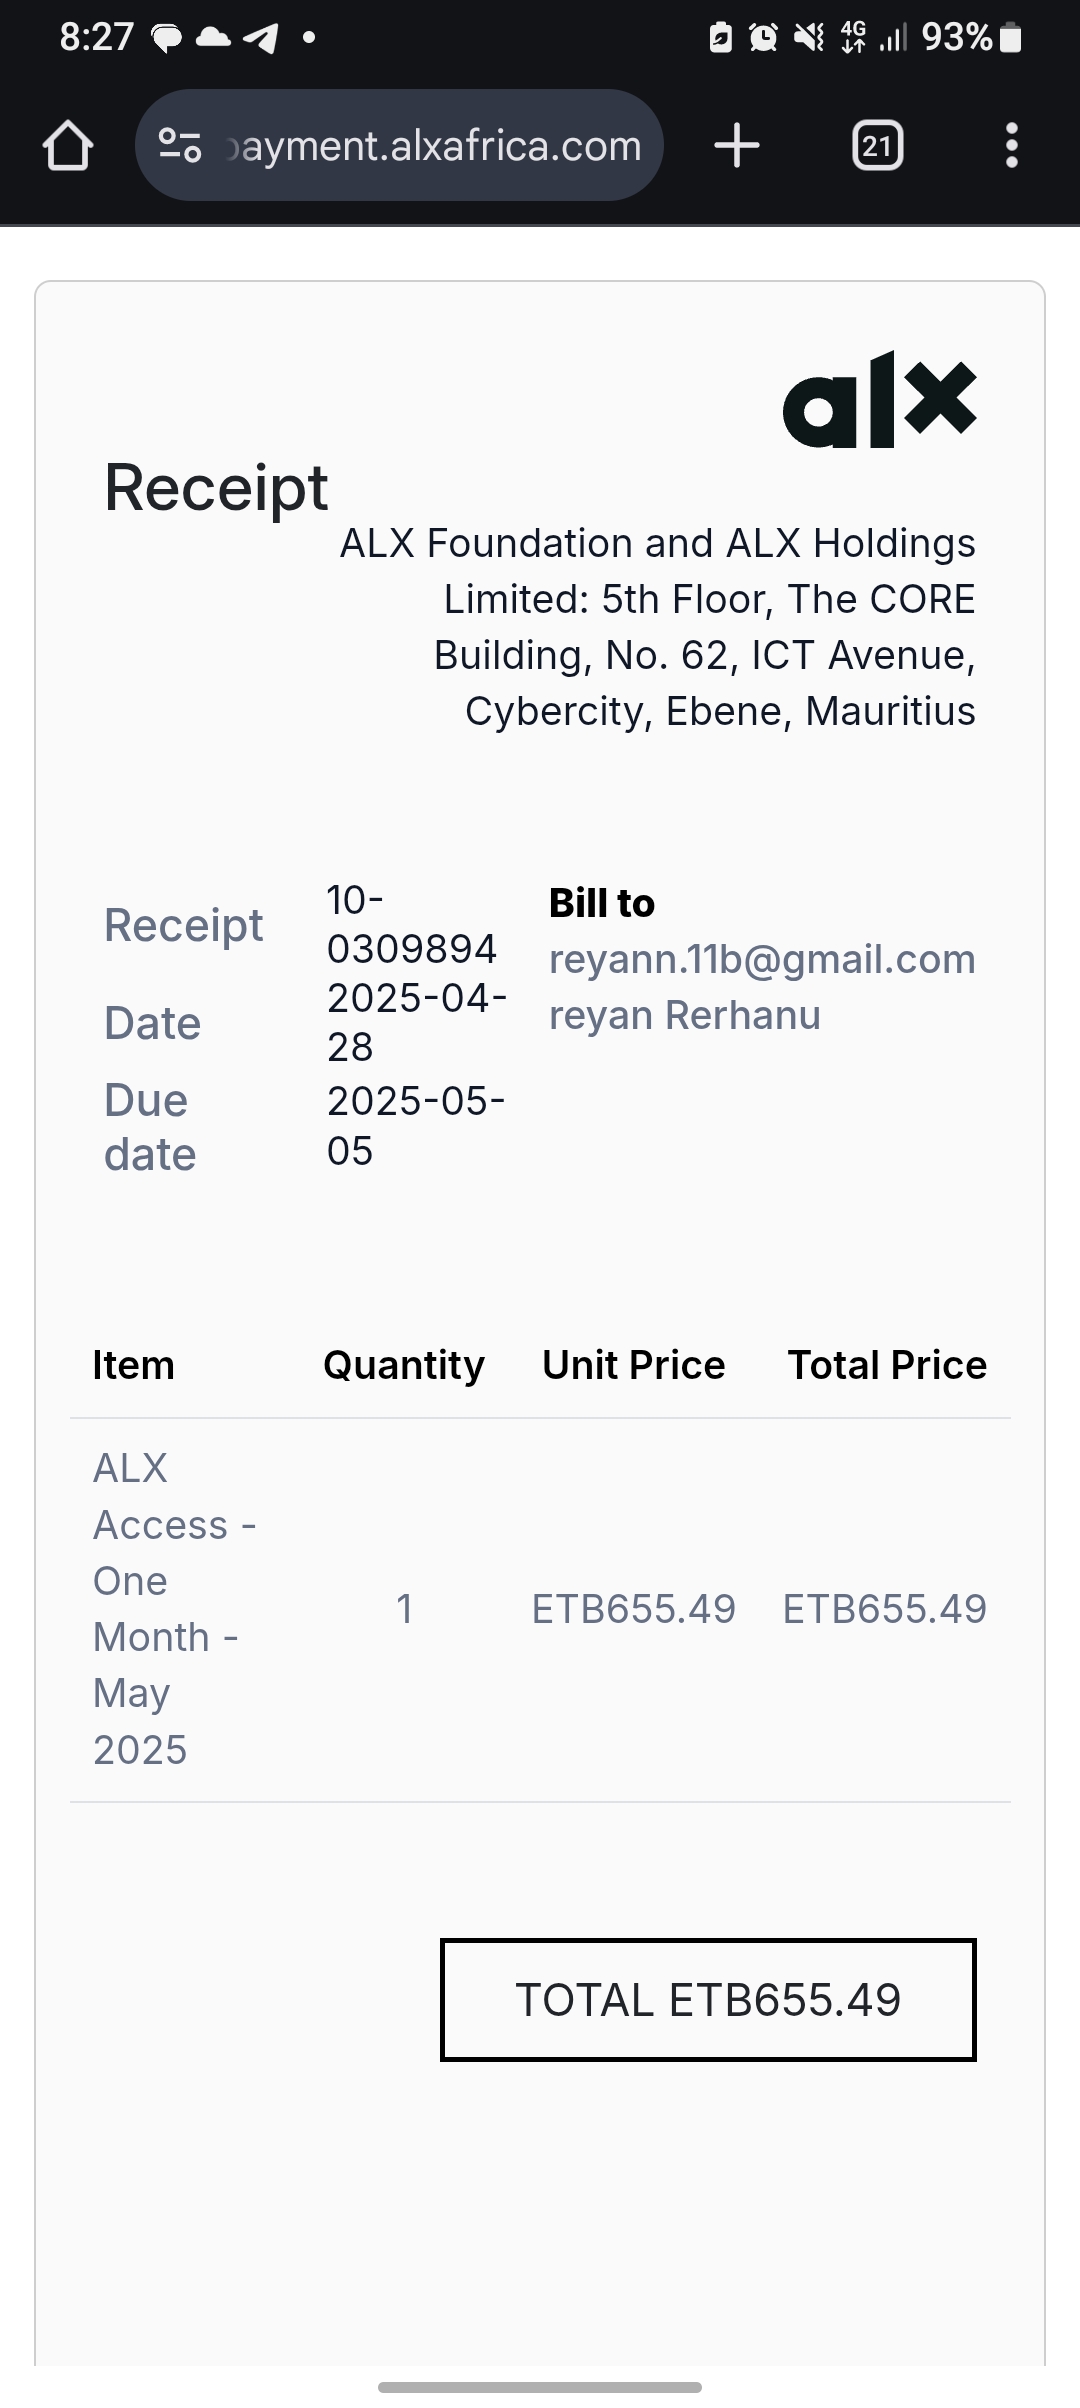 8:27
4G
93%
ayment.alxafrica.com
21
alx
Receipt
ALX Foundation and ALX Holdings
Limited: 5th Floor, The CORE
Building, No. 62, ICT Avenue,
Cybercity, Ebene, Mauritius
Receipt
10-
0309894
Date
2025-04-
28
Due
date
2025-05-
05
Bill to
reyann.11b@gmail.com
reyan Rerhanu
Item Quantity Unit Price Total Price
ALX
Access -
One
Month -
May
2025
1 ETB655.49 ETB655.49
TOTAL ETB655.49